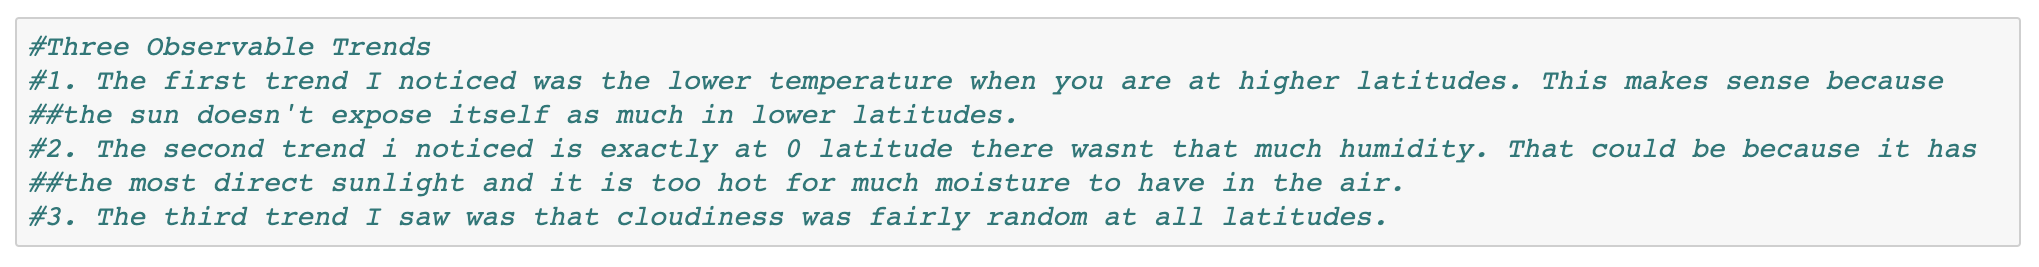 #Three Observable Trends
#1. The first trend I noticed was the lower temperature when you are at higher latitudes. This makes sense because
##the sun doesn't expose itself as much in lower latitudes.
#2. The second trend i noticed is exactly at 0 latitude there wasnt that much humidity. That could be because it has
##the most direct sunlight and it is too hot for much moisture to have in the air.
#3. The third trend I saw was that cloudiness was fairly random at all latitudes.